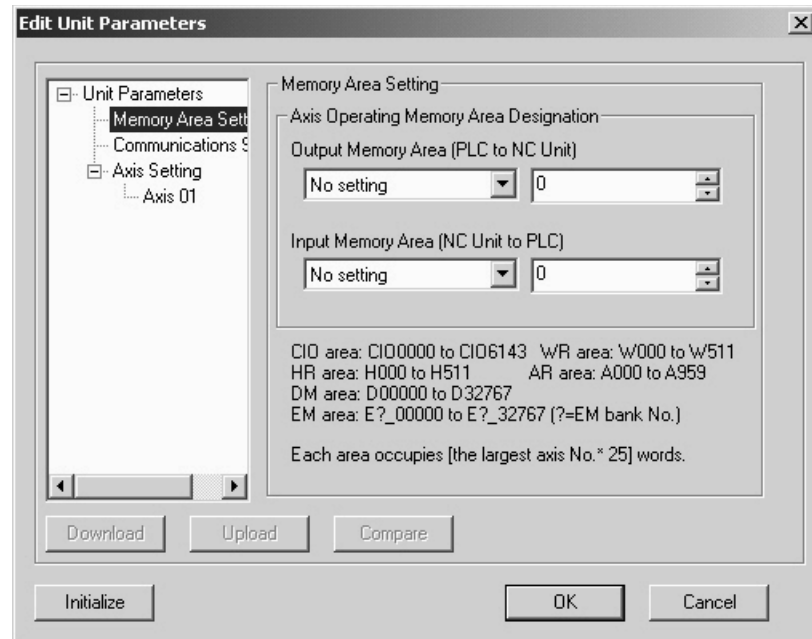 Edit Unit Parameters
Unit Parameters
Memory Area Sett
Communications S
Axis Setting
Axis 01
Memory Area Setting
Axis Operating Memory Area Designation
Output Memory Area (PLC to NC Unit)
No setting 0
Input Memory Area (NC Unit to PLC)
No setting 0
CIO area: CIO0000 to CIO6143 WR area: W000 to W511
HR area: H000 to H511 AR area: A000 to A959
DM area: D00000 to D32767
EM area: E?_00000 to E?_32767 (?=EM bank No.)
Each area occupies [the largest axis No.* 25] words.
Download Upload Compare
Initialize OK Cancel